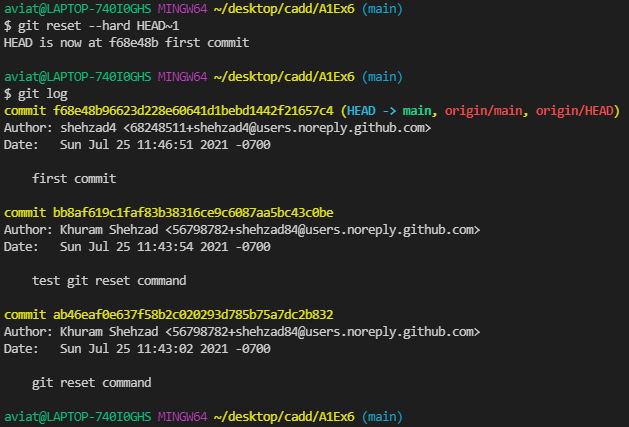 aviat@LAPTOP-740I0GHS MINGW64 ~/desktop/cadd/A1Ex6 (main)
$ git reset --hard HEAD~1
HEAD is now at f68e48b first commit
aviat@LAPTOP-740I0GHS MINGW64 ~/desktop/cadd/A1Ex6 (main)
$ git log
commit f68e48b96623d228e60641d1bebd1442f21657c4 (HEAD -> main, origin/main, origin/HEAD)
Author: shehzad4 <68248511+shehzad4@users.noreply.github.com>
Date:   Sun Jul 25 11:46:51 2021 -0700
    first commit
commit bb8af619c1faf83b38316ce9c6087aa5bc43c0be
Author: Khuram Shehzad <56798782+shehzad84@users.noreply.github.com>
Date:   Sun Jul 25 11:43:54 2021 -0700
    test git reset command
commit ab46eaf0e637f58b2c020293d785b75a7dc2b832
Author: Khuram Shehzad <56798782+shehzad84@users.noreply.github.com>
Date:   Sun Jul 25 11:43:02 2021 -0700
    git reset command
aviat@LAPTOP-740I0GHS MINGW64 ~/desktop/cadd/A1Ex6 (main)